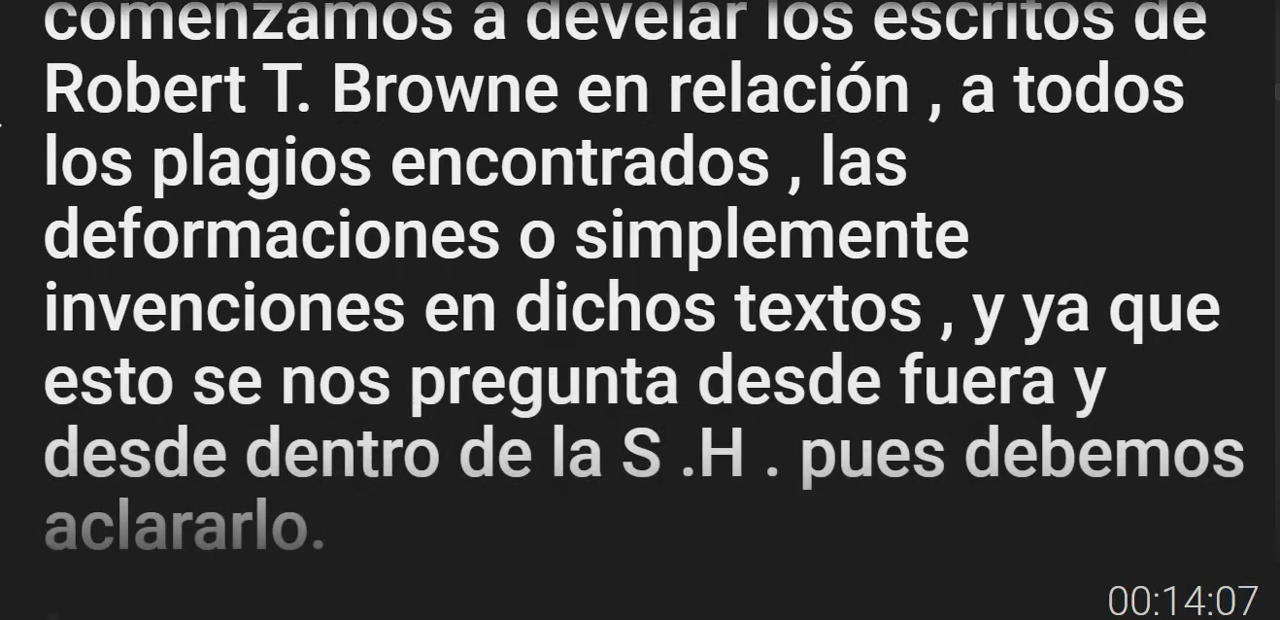 comenzamos a develar los escritos de
Robert T. Browne en relación , a todos
los plagios encontrados , las
deformaciones o simplemente
invenciones en dichos textos , y ya que
esto se nos pregunta desde fuera y
desde dentro de la S .H . pues debemos
aclararlo.
00:14:07